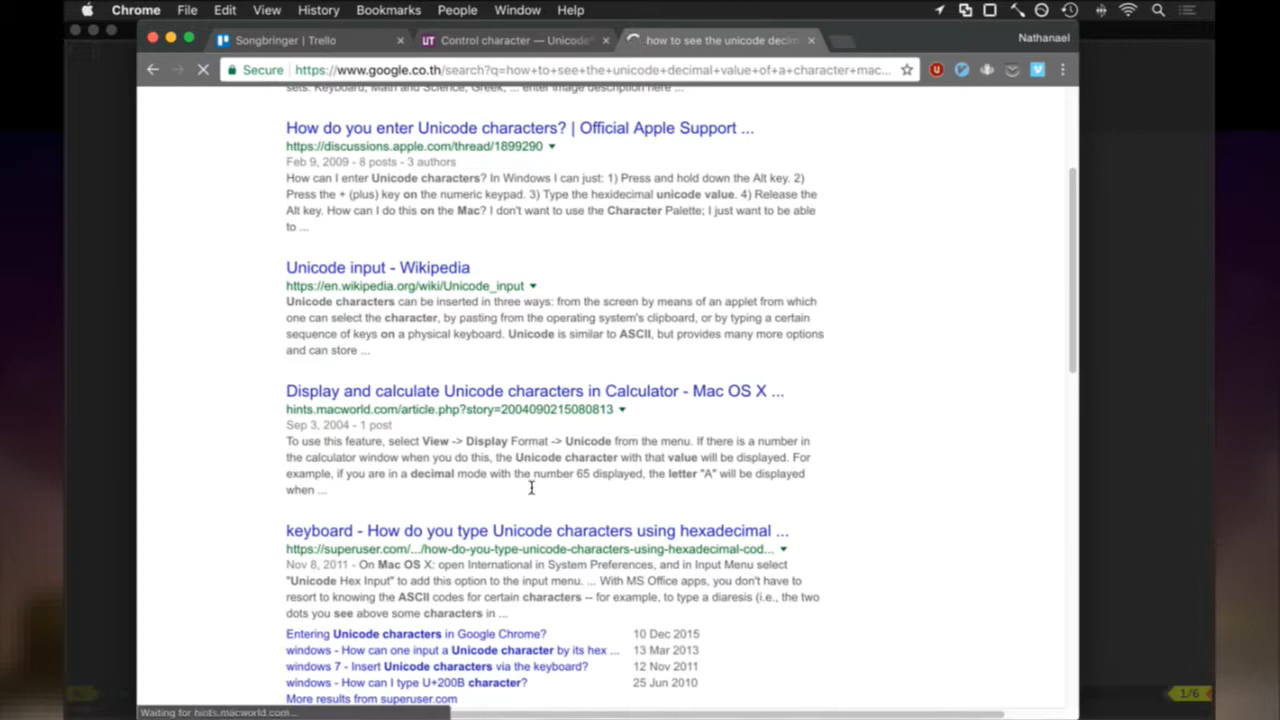 Chrome File Edit View History Bookmarks People Window Help
Songbringer | Trello
Control character — Unicode
how to see the unicode decim
Nathanael
Secure https://www.google.co.th/search?q=how+to+see+the+unicode+decimal+value+of+a+character+mac...
sets: Keyboard, Math and Science, Greek, ... enter image description here ...
How do you enter Unicode characters? | Official Apple Support ...
https://discussions.apple.com/thread/1899290
Feb 9, 2009 - 8 posts - 3 authors
How can I enter Unicode characters? In Windows I can just: 1) Press and hold down the Alt key. 2)
Press the + (plus) key on the numeric keypad. 3) Type the hexidecimal unicode value. 4) Release the
Alt key. How can I do this on the Mac? I don't want to use the Character Palette; I just want to be able
to ...
Unicode input - Wikipedia
https://en.wikipedia.org/wiki/Unicode_input
Unicode characters can be inserted in three ways: from the screen by means of an applet from which
one can select the character, by pasting from the operating system's clipboard, or by typing a certain
sequence of keys on a physical keyboard. Unicode is similar to ASCII, but provides many more options
and can store ...
Display and calculate Unicode characters in Calculator - Mac OS X ...
hints.macworld.com/article.php?story=2004090215080813
Sep 3, 2004 - 1 post
To use this feature, select View -> Display Format -> Unicode from the menu. If there is a number in
the calculator window when you do this, the Unicode character with that value will be displayed. For
example, if you are in a decimal mode with the number 65 displayed, the letter "A" will be displayed
when ...
keyboard - How do you type Unicode characters using hexadecimal ...
https://superuser.com/.../how-do-you-type-unicode-characters-using-hexadecimal-cod...
Nov 8, 2011 - On Mac OS X: open International in System Preferences, and in Input Menu select
"Unicode Hex Input" to add this option to the input menu. ... With MS Office apps, you don't have to
resort to knowing the ASCII codes for certain characters -- for example, to type a diaresis (i.e., the two
dots you see above some characters in ...
Entering Unicode characters in Google Chrome? 10 Dec 2015
windows - How can one input a Unicode character by its hex ... 13 Mar 2013
windows 7 - Insert Unicode characters via the keyboard? 12 Nov 2011
windows - How can I type U+200B character? 25 Jun 2010
More results from superuser.com
Waiting for hints.macworld.com...
1/6